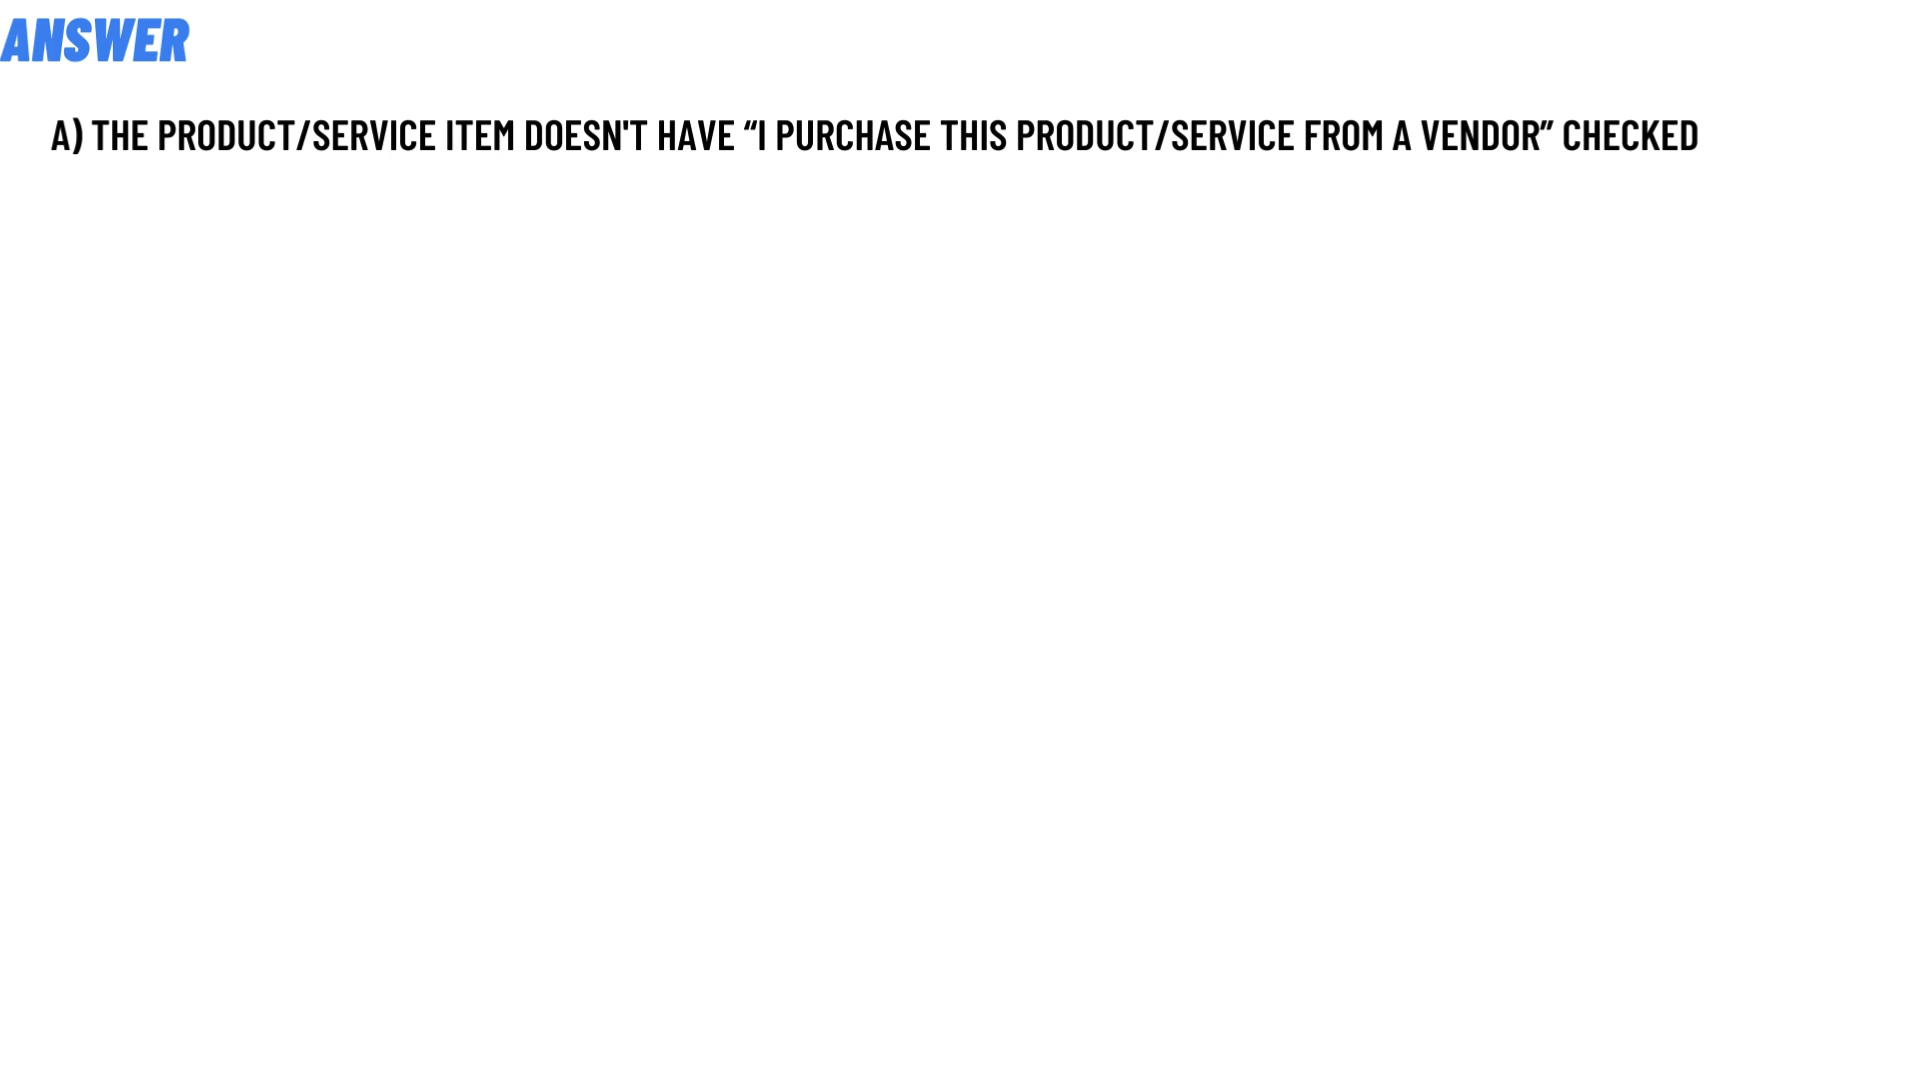 ANSWER
A) THE PRODUCT/SERVICE ITEM DOESN'T HAVE “I PURCHASE THIS PRODUCT/SERVICE FROM A VENDOR” CHECKED